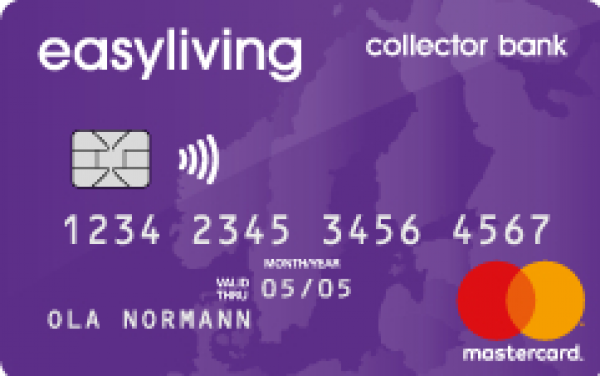 easyliving
collector bank
1234 2345 3456 4567
MONTH/YEAR
VALID
THRU
05/05
OLA NORMANN
mastercard.